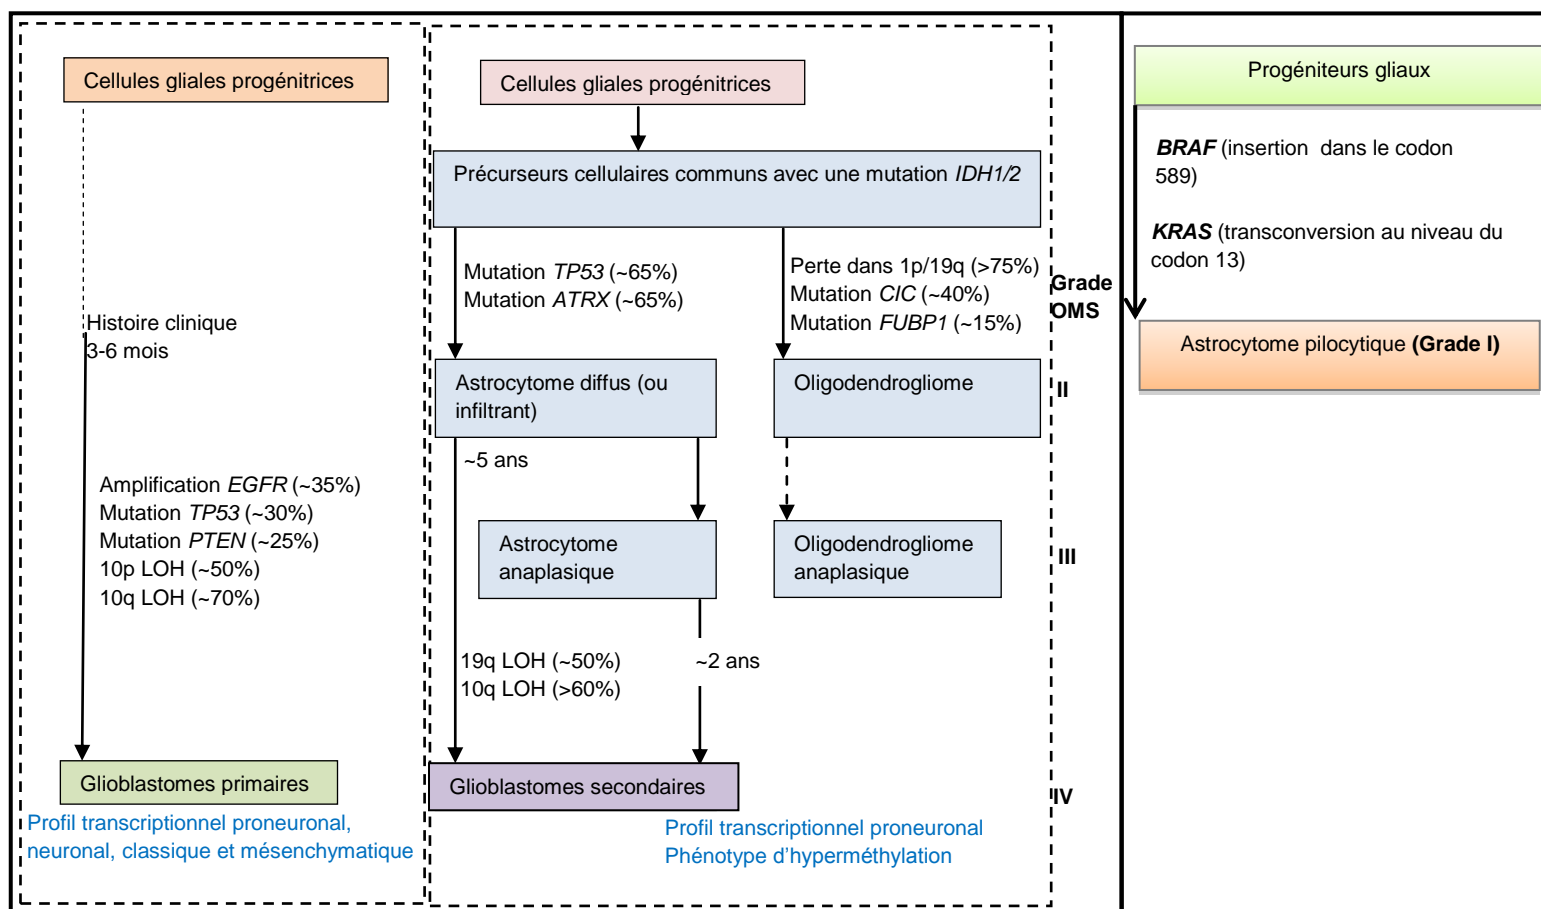 Cellules gliales progénitrices
Histoire clinique
3-6 mois
Amplification EGFR (~35%)
Mutation TP53 (~30%)
Mutation PTEN (~25%)
10p LOH (~50%)
10q LOH (~70%)
Glioblastomes primaires
Profil transcriptionnel proneuronal,
neuronal, classique et mésenchymatique
Cellules gliales progénitrices
Précurseurs cellulaires communs avec une mutation IDH1/2
Mutation TP53 (~65%)
Mutation ATRX (~65%)
Perte dans 1p/19q (>75%)
Mutation CIC (~40%)
Mutation FUBP1 (~15%)
Grade
OMS
Astrocytome diffus (ou
infiltrant)
Oligodendrogliome
II
~5 ans
Astrocytome
anaplasique
Oligodendrogliome
anaplasique
III
19q LOH (~50%)
10q LOH (>60%)
~2 ans
Glioblastomes secondaires
IV
Profil transcriptionnel proneuronal
Phénotype d’hyperméthylation
Progéniteurs gliaux
BRAF (insertion dans le codon
589)
KRAS (transconversion au niveau du
codon 13)
Astrocytome pilocytique (Grade I)